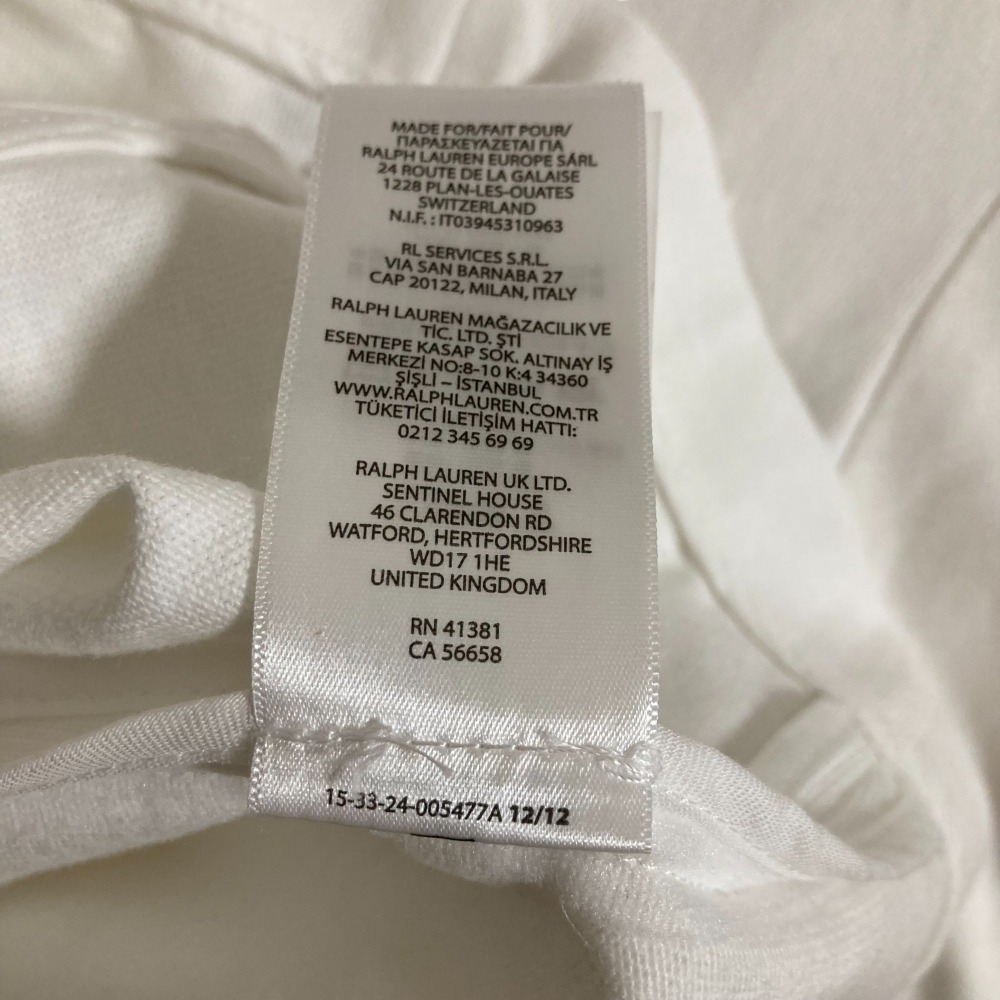 MADE FOR/FAIT POUR/
ΠΑΡΑΣΚΕΥΑΖΕΤΑΙ ΓΙΑ
RALPH LAUREN EUROPE SÀRL
24 ROUTE DE LA GALAISE
1228 PLAN-LES-OUATES
SWITZERLAND
N.I.F. : IT03945310963
RL SERVICES S.R.L.
VIA SAN BARNABA 27
CAP 20122, MILAN, ITALY
RALPH LAUREN MAĞAZACILIK VE
TİC. LTD. ŞTİ
ESENTEPE KASAP SOK. ALTINAY İŞ
MERKEZİ NO:8-10 K:4 34360
ŞİŞLİ – İSTANBUL
WWW.RALPHLAUREN.COM.TR
TÜKETİCİ İLETİŞİM HATTI:
0212 345 69 69
RALPH LAUREN UK LTD.
SENTINEL HOUSE
46 CLARENDON RD
WATFORD, HERTFORDSHIRE
WD17 1HE
UNITED KINGDOM
RN 41381
CA 56658
15-33-24-005477A 12/12